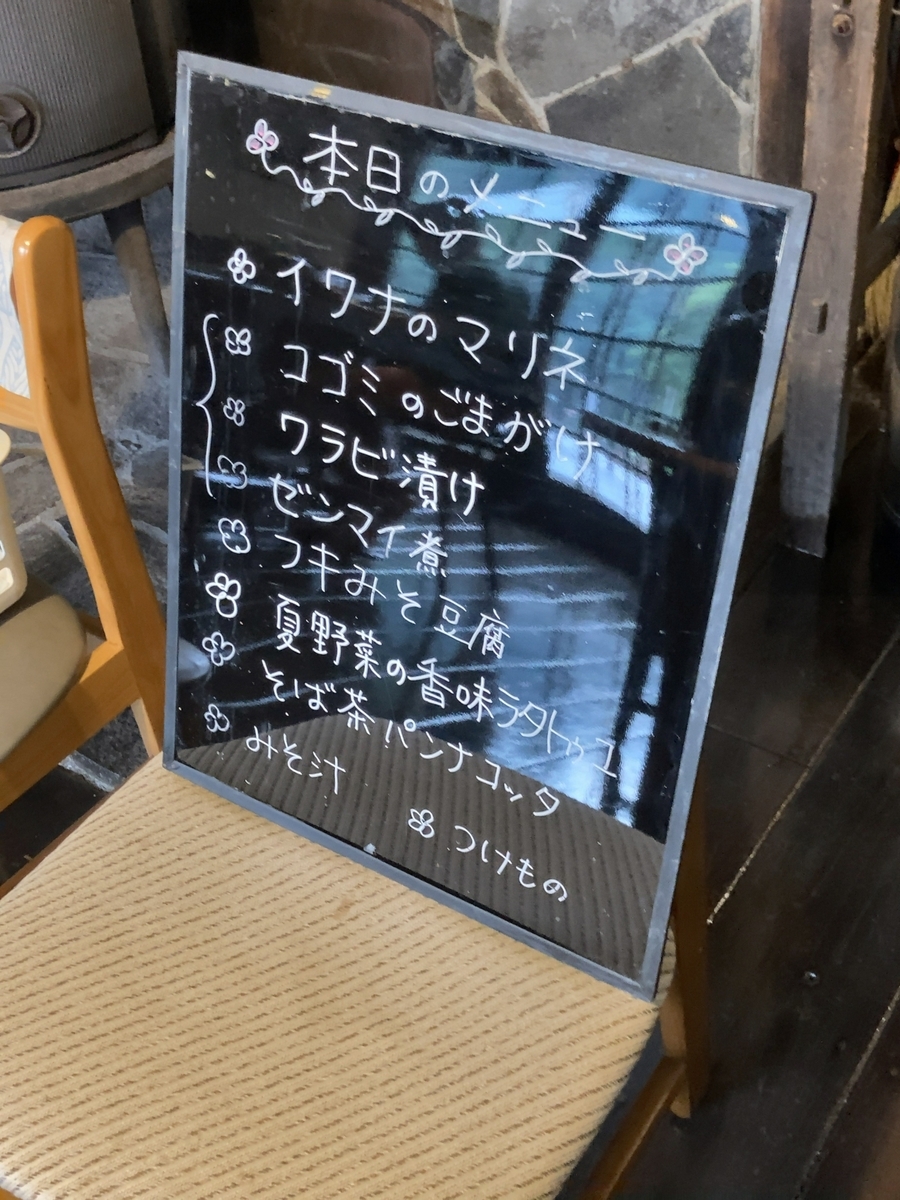 本日のメニュー
イワナのマリネ
コゴミのごまがけ
ワラビ漬け
ゼンマイ煮
フキみそ豆腐
夏野菜の香味ラタトゥユ
そば茶パンナコッタ
みそ汁
つけもの